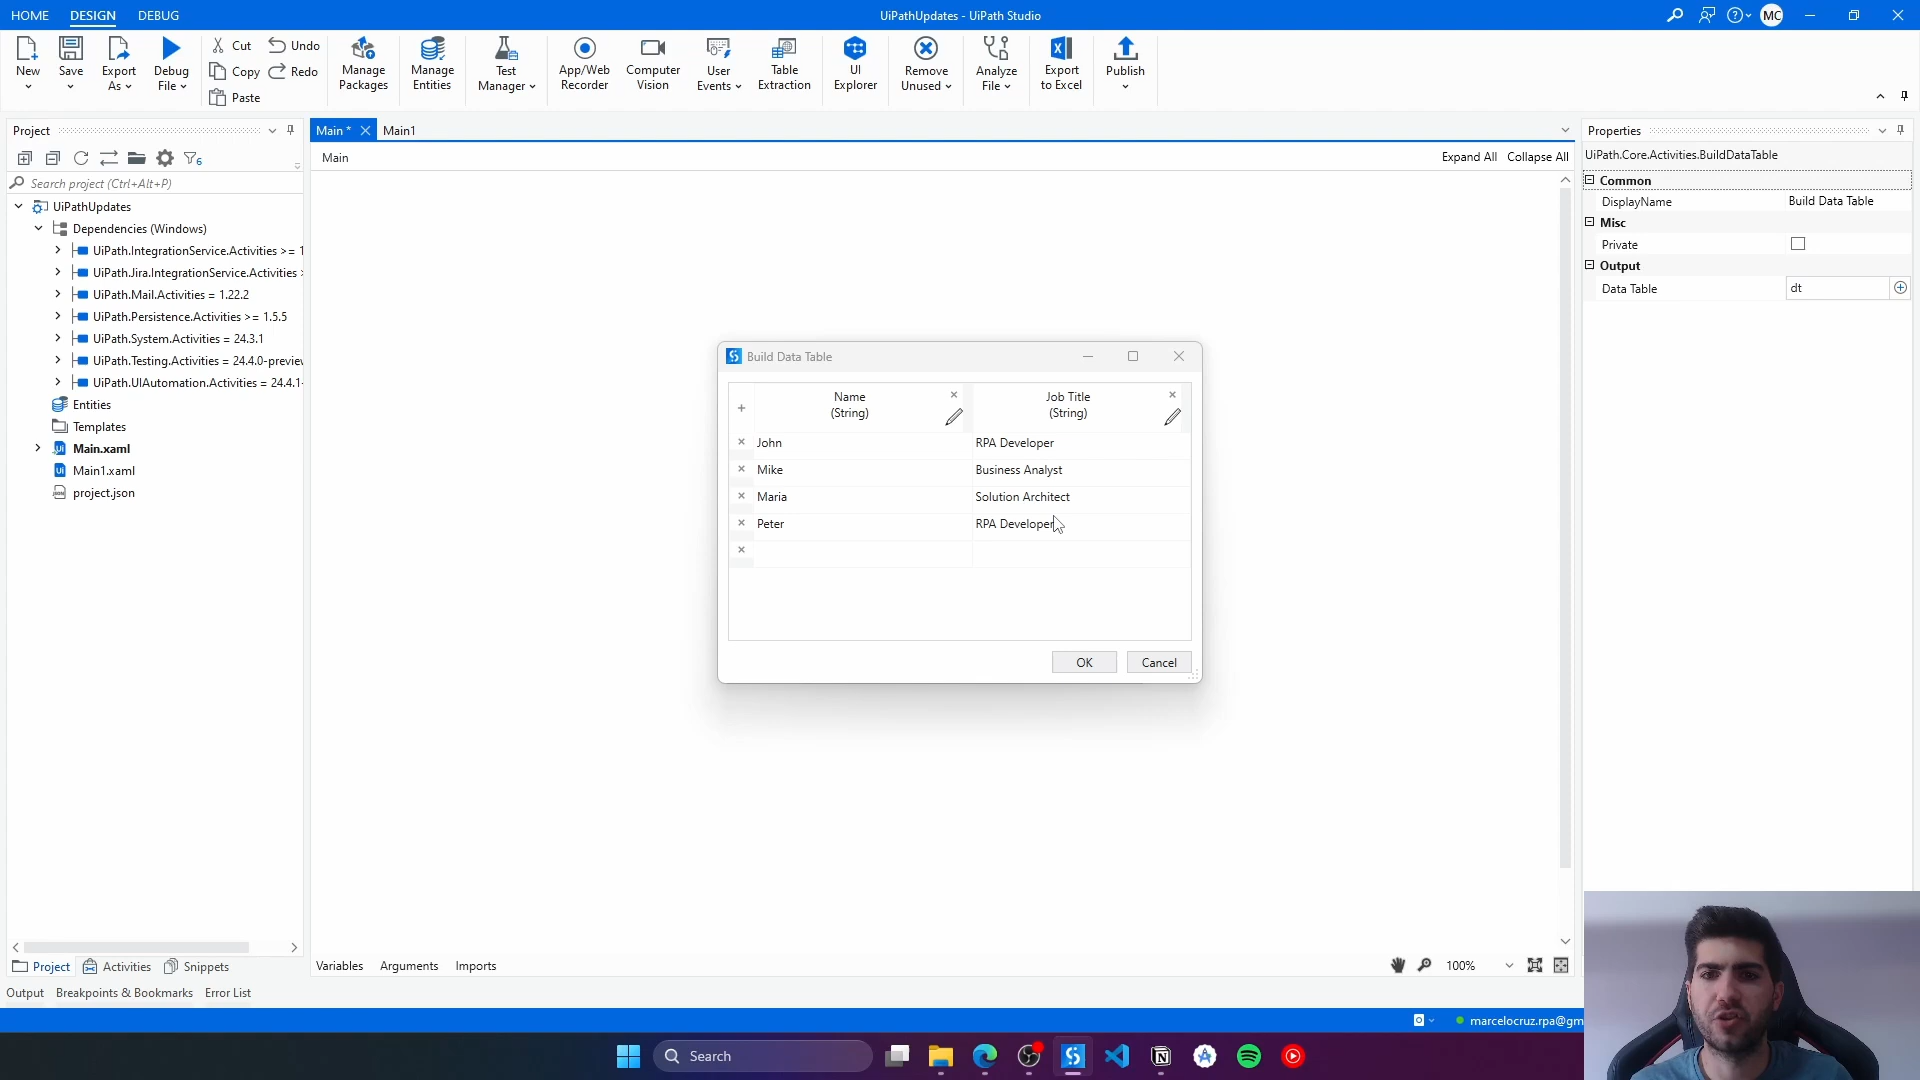 HOME DESIGN DEBUG
UiPathUpdates - UiPath Studio
MC
New
Save
Export As
Debug File
Cut
Copy
Paste
Undo
Redo
Manage Packages
Manage Entities
Test Manager
App/Web Recorder
Computer Vision
User Events
Table Extraction
UI Explorer
Remove Unused
Analyze File
Export to Excel
Publish
Project
6
Search project (Ctrl+Alt+P)
UiPathUpdates
Dependencies (Windows)
UiPath.IntegrationService.Activities >= 1
UiPath.Jira.IntegrationService.Activities >
UiPath.Mail.Activities = 1.22.2
UiPath.Persistence.Activities >= 1.5.5
UiPath.System.Activities = 24.3.1
UiPath.Testing.Activities = 24.4.0-preview
UiPath.UIAutomation.Activities = 24.4.1-
Entities
Templates
Main.xaml
Main1.xaml
project.json
Main * Main1
Main
Expand All Collapse All
Build Data Table
Name (String) Job Title (String)
John RPA Developer
Mike Business Analyst
Maria Solution Architect
Peter RPA Developer
OK Cancel
Properties
UiPath.Core.Activities.BuildDataTable
Common
DisplayName Build Data Table
Misc
Private
Output
Data Table dt
Variables Arguments Imports
100%
Project Activities Snippets
Output Breakpoints & Bookmarks Error List
marcelocruz.rpa@gm
Search